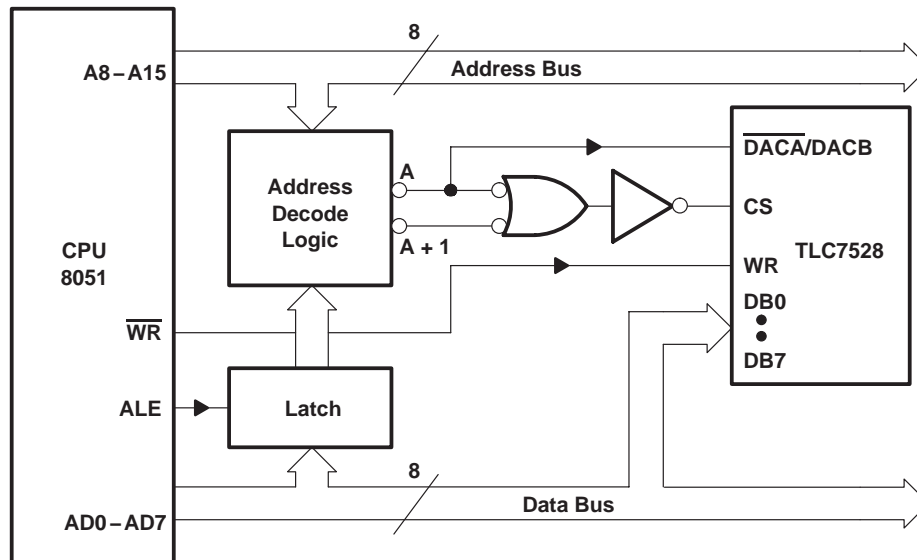 8
A8–A15
Address Bus
Address
Decode
Logic
A
A + 1
DACA/DACB
CS
CPU
8051
TLC7528
WR
DB0
DB7
WR
ALE
Latch
8
Data Bus
AD0–AD7